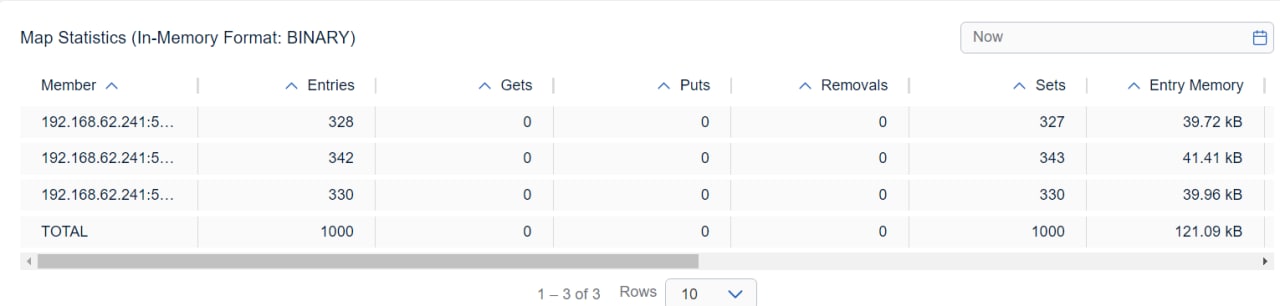 Map Statistics (In-Memory Format: BINARY)
Now
Member Entries Gets Puts Removals Sets Entry Memory
192.168.62.241:5... 328 0 0 0 327 39.72 kB
192.168.62.241:5... 342 0 0 0 343 41.41 kB
192.168.62.241:5... 330 0 0 0 330 39.96 kB
TOTAL 1000 0 0 0 1000 121.09 kB
1 – 3 of 3 Rows 10